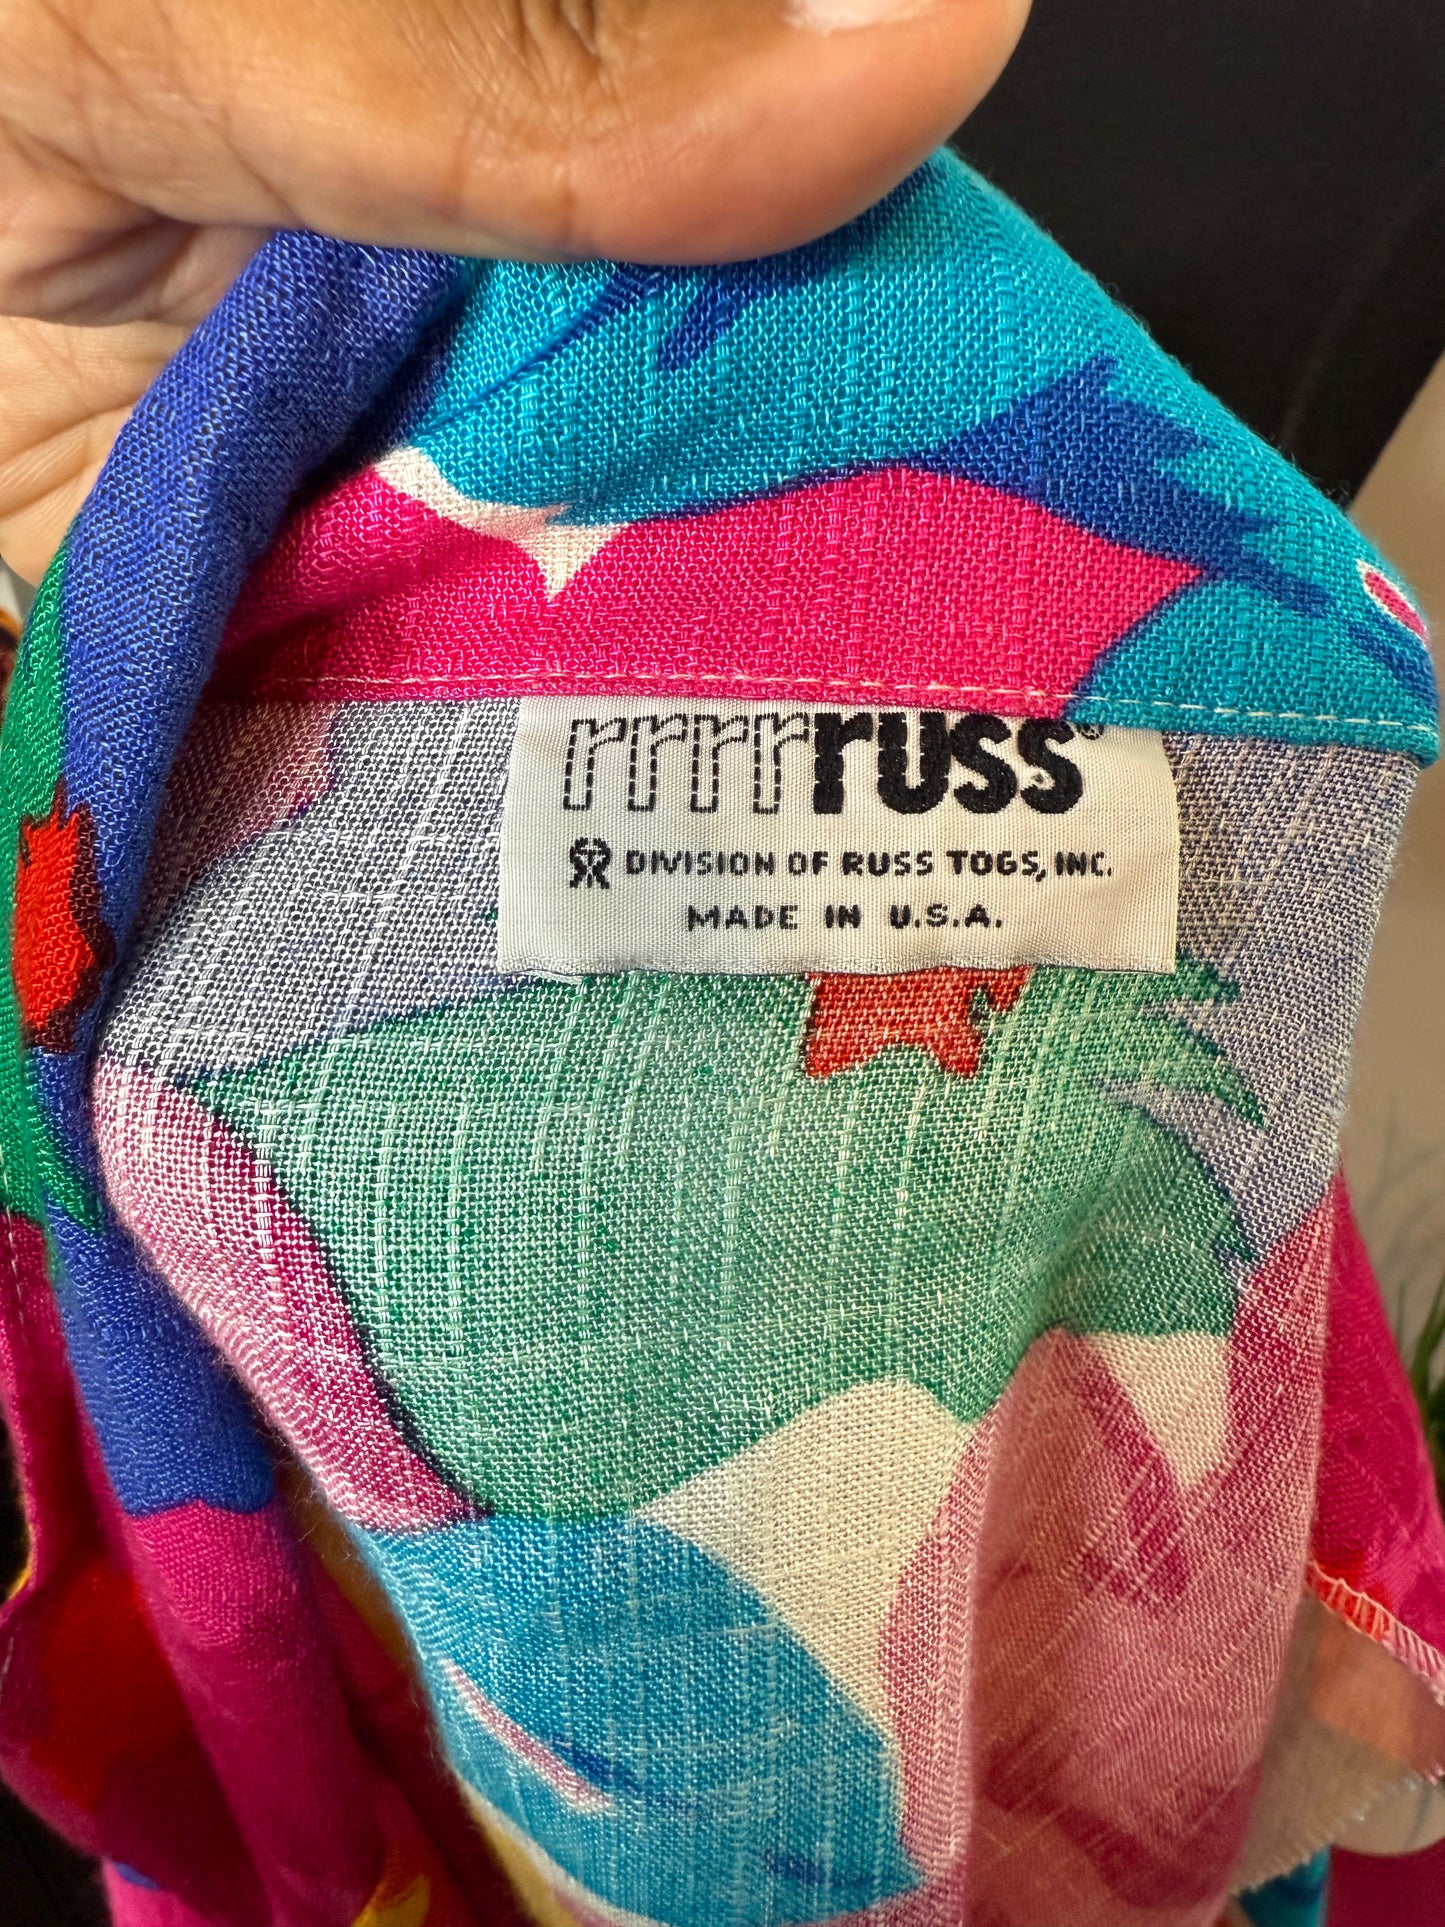 rrrrruss®
DIVISION OF RUSS TOGS, INC.
MADE IN U.S.A.